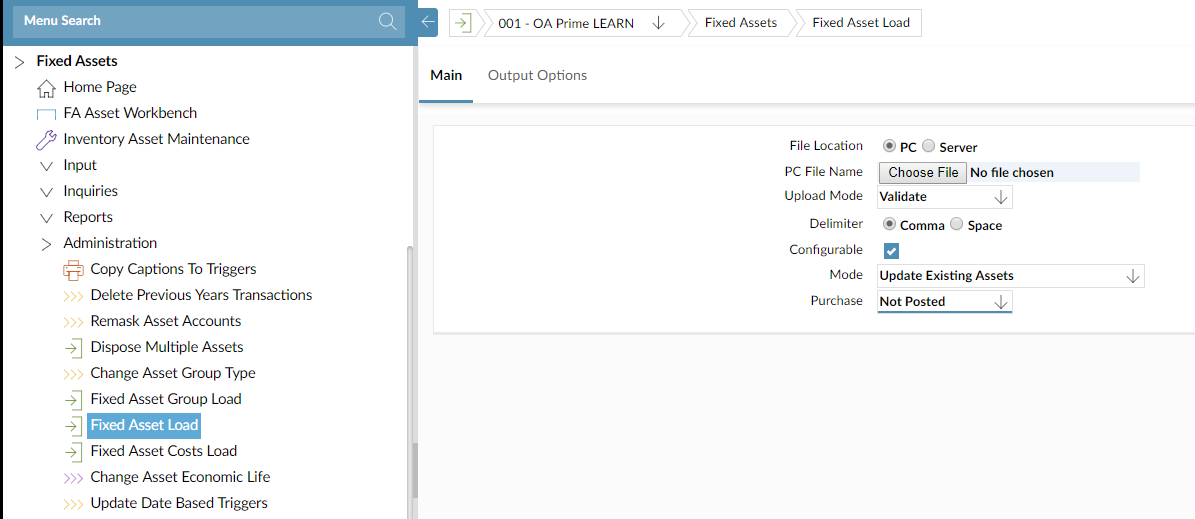 Menu Search
Fixed Assets
Home Page
FA Asset Workbench
Inventory Asset Maintenance
Input
Inquiries
Reports
Administration
Copy Captions To Triggers
Delete Previous Years Transactions
Remask Asset Accounts
Dispose Multiple Assets
Change Asset Group Type
Fixed Asset Group Load
Fixed Asset Load
Fixed Asset Costs Load
Change Asset Economic Life
Update Date Based Triggers
001 - OA Prime LEARN Fixed Assets Fixed Asset Load
Main Output Options
File Location PC Server
PC File Name Choose File No file chosen
Upload Mode Validate
Delimiter Comma Space
Configurable
Mode Update Existing Assets
Purchase Not Posted